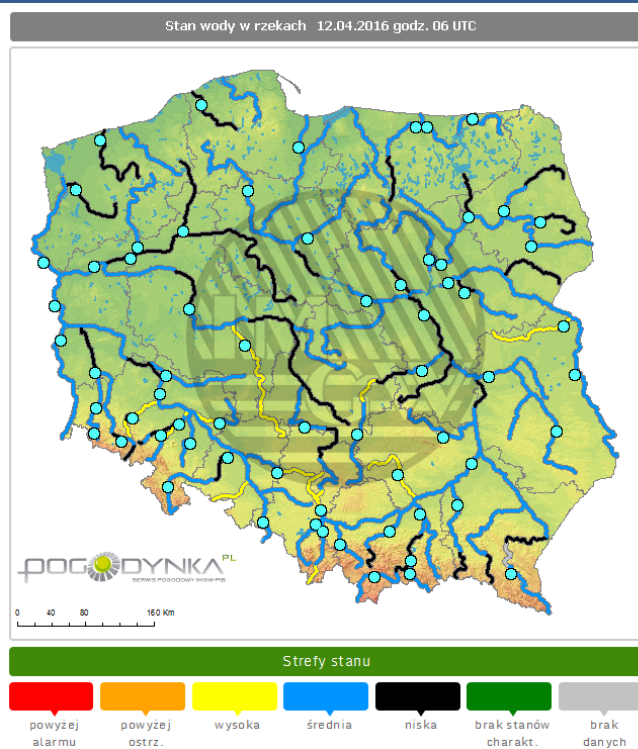 Stan wody w rzekach 12.04.2016 godz. 06 UTC
POGODYNKA PL
SERWIS POGODOWY IMGW-PIB
0 40 80 160 Km
Strefy stanu
powyżej alarmu
powyżej ostrz.
wysoka
średnia
niska
brak stanów charakt.
brak danych